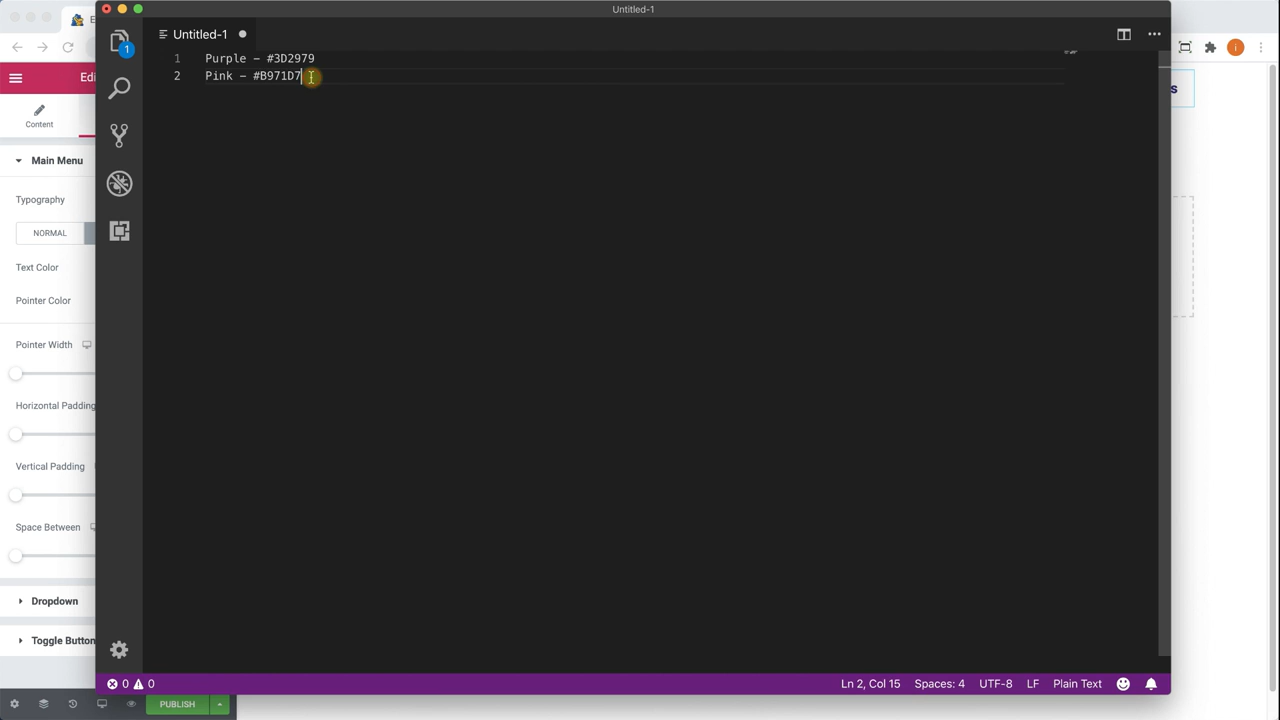 Untitled-1
Untitled-1
1 Purple – #3D2979
2 Pink – #B971D7
1
Edi
s
i
Content
Main Menu
Typography
NORMAL
Text Color
Pointer Color
Pointer Width
Horizontal Padding
Vertical Padding
Space Between
Dropdown
Toggle Button
PUBLISH
0 0
Ln 2, Col 15 Spaces: 4 UTF-8 LF Plain Text